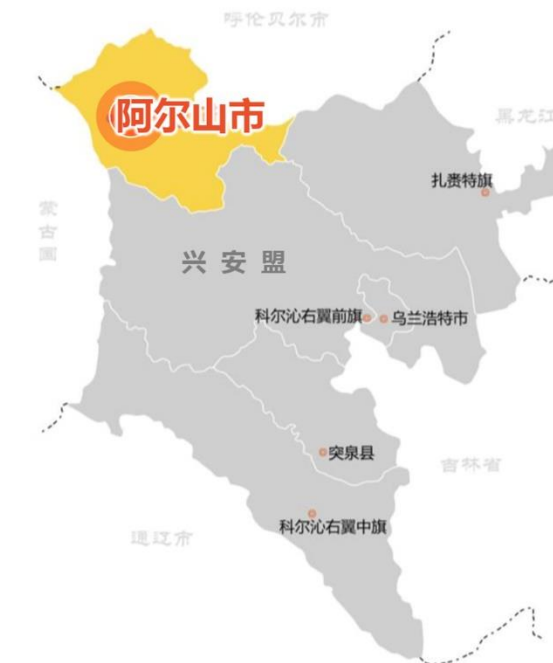 呼伦贝尔市
阿尔山市
黑龙江
扎赉特旗
蒙古国
兴安盟
科尔沁右翼前旗
乌兰浩特市
突泉县
吉林省
科尔沁右翼中旗
通辽市